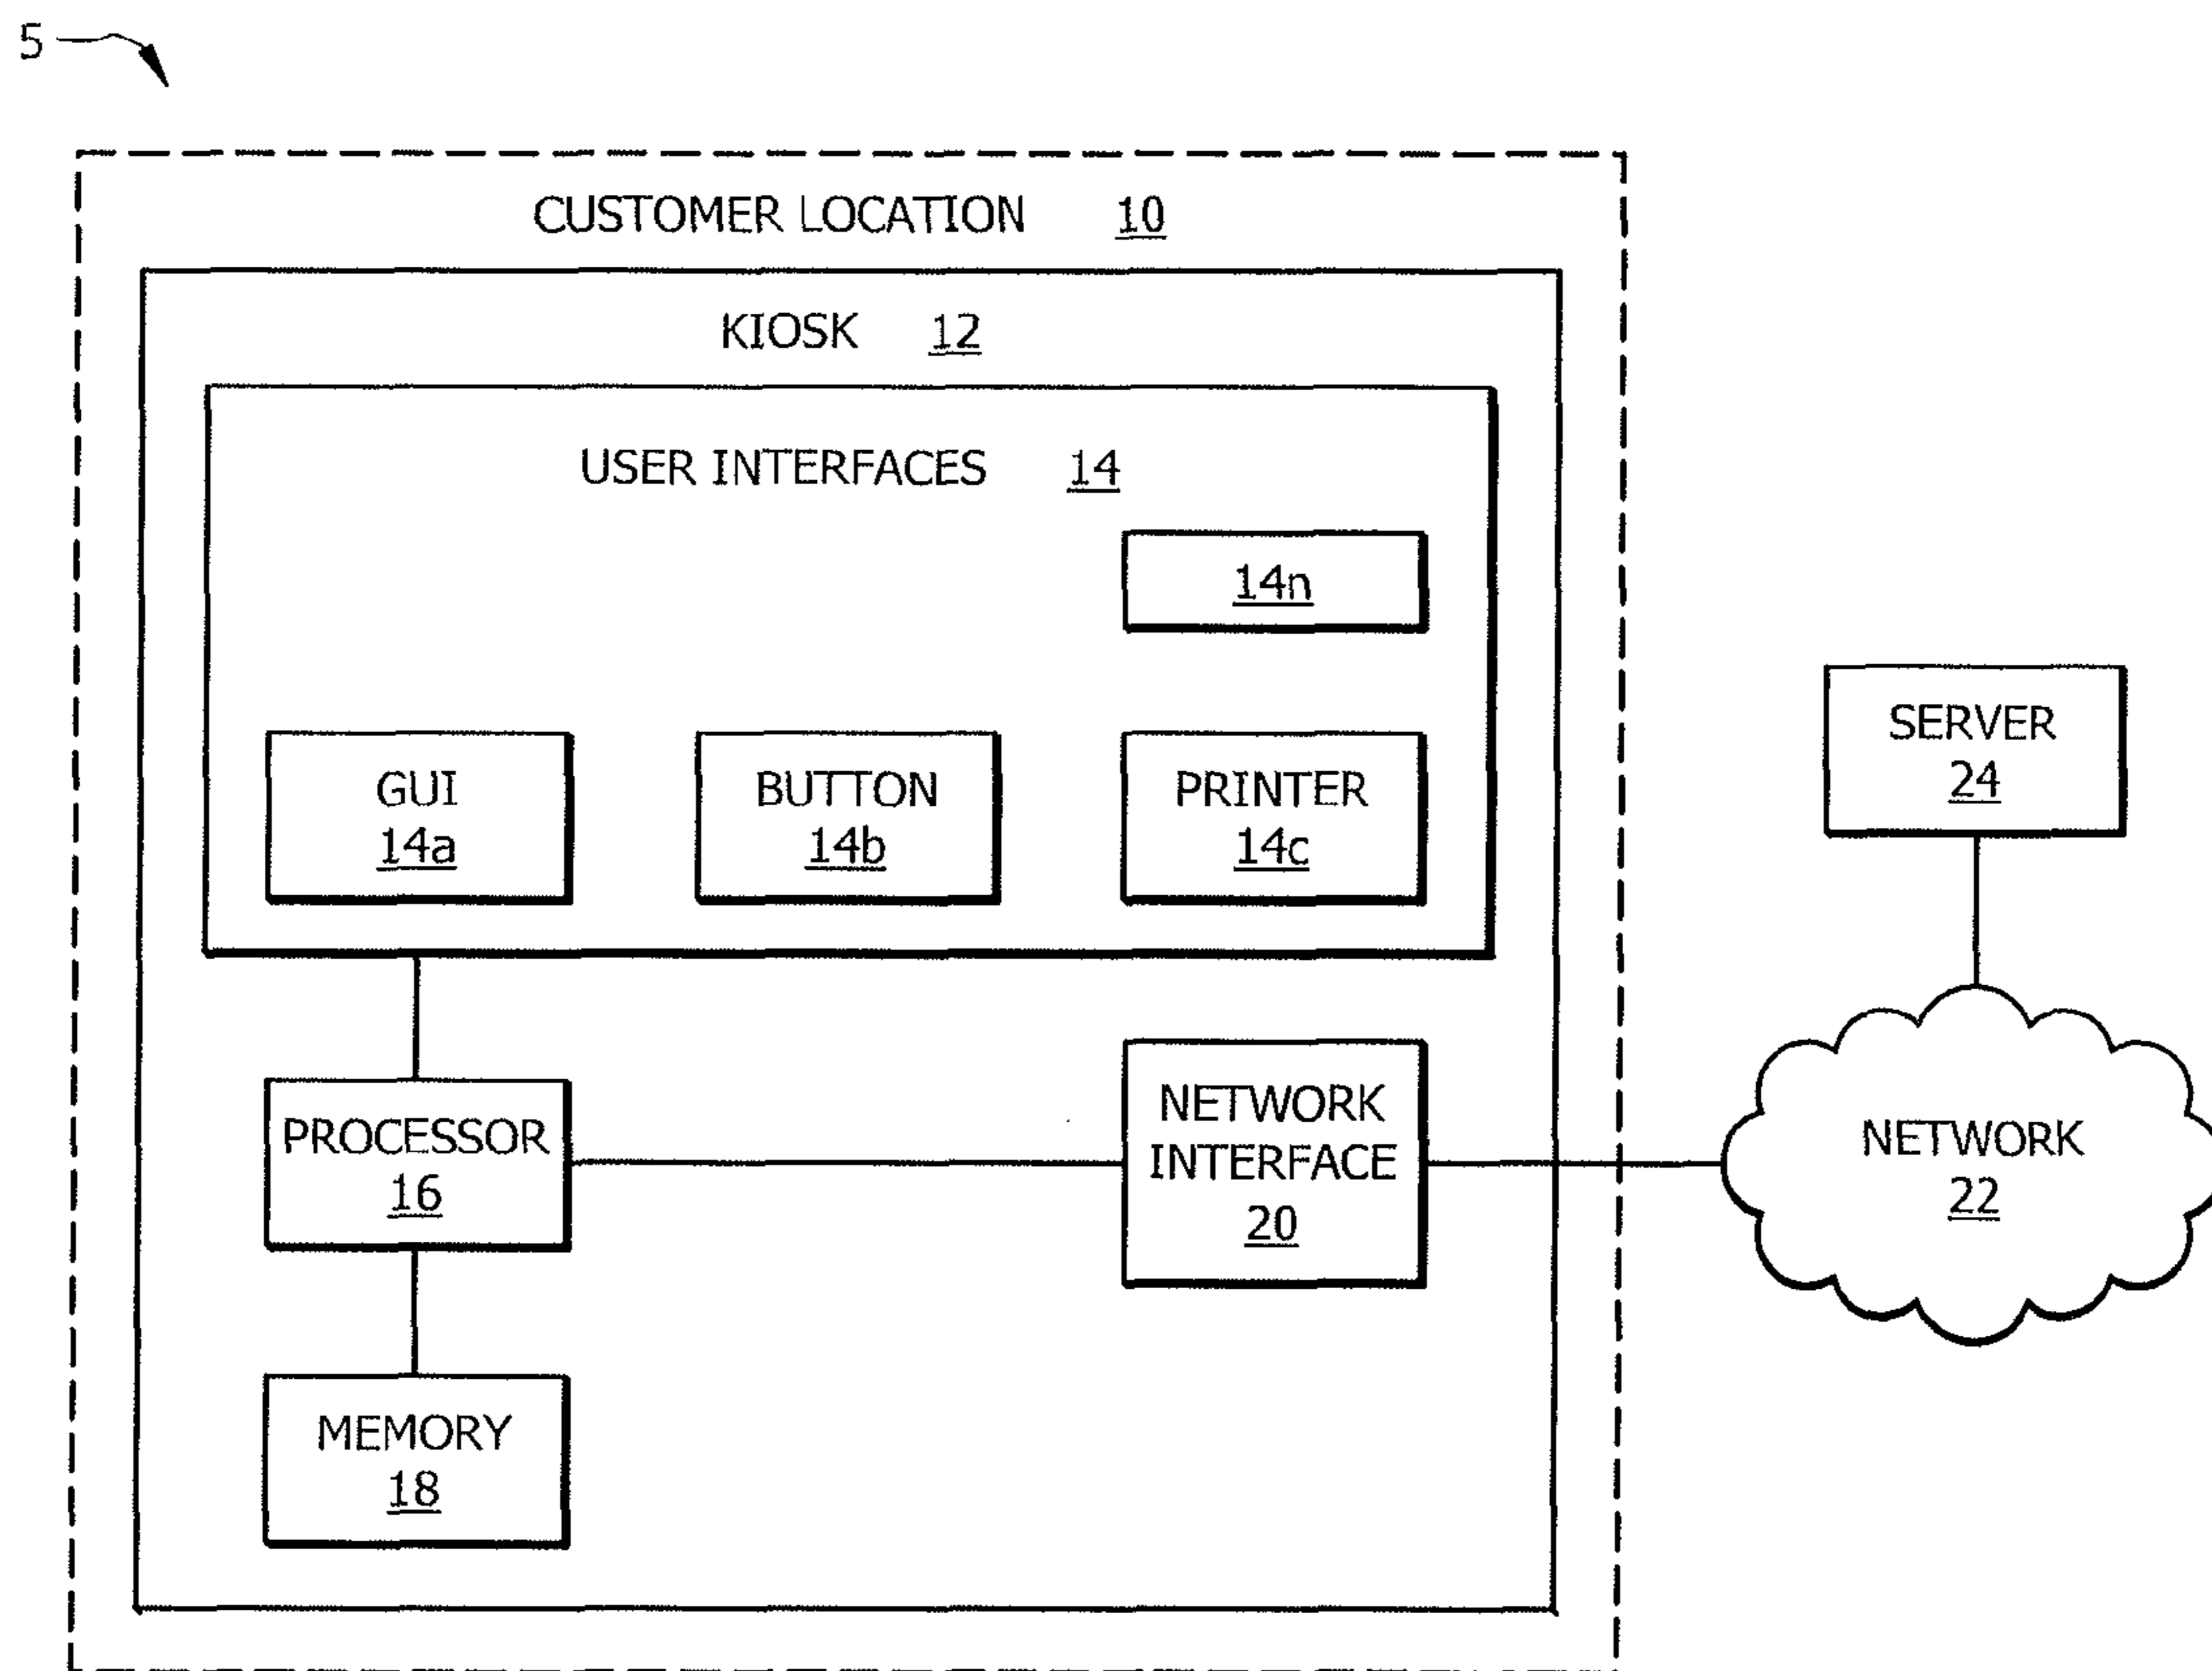 5
CUSTOMER LOCATION 10
KIOSK 12
USER INTERFACES 14
14n
GUI
14a
BUTTON
14b
PRINTER
14c
SERVER
24
PROCESSOR
16
NETWORK
INTERFACE
20
NETWORK
22
MEMORY
18